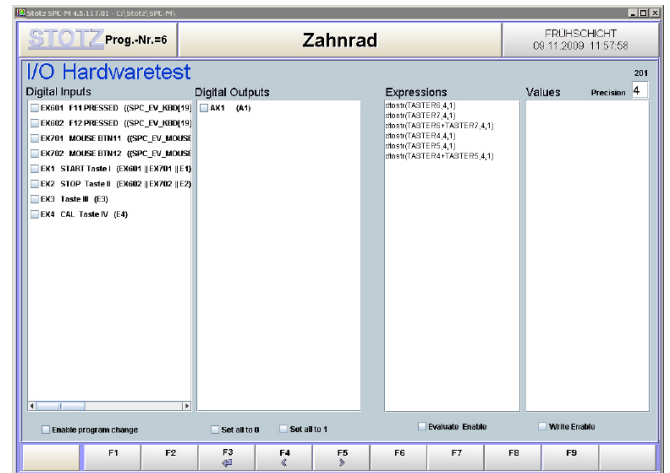 Stotz SPC-M 4.5.117.01 - C:\Stotz\SPC-M\
STOTZ Prog.-Nr.=6
Zahnrad
FRÜHSCHICHT
09.11.2009 11:57:58
I/O Hardwaretest
201
Digital Inputs
Digital Outputs
Expressions
Values
Precision 4
EX601 F11 PRESSED ((SPC_EV_KBD[19]
EX602 F12 PRESSED ((SPC_EV_KBD[19]
EX701 MOUSE BTN11 ((SPC_EV_MOUSE
EX702 MOUSE BTN12 ((SPC_EV_MOUSE
EX1 START Taste I (EX601 || EX701 || E1)
EX2 STOP Taste II (EX602 || EX702 || E2)
EX3 Taste III (E3)
EX4 CAL Taste IV (E4)
AX1 (A1)
dtostr(TASTER6,4,1)
dtostr(TASTER7,4,1)
dtostr(TASTER6+TASTER7,4,1)
dtostr(TASTER4,4,1)
dtostr(TASTER5,4,1)
dtostr(TASTER4+TASTER5,4,1)
Enable program change
Set all to 0
Set all to 1
Evaluate Enable
Write Enable
F1
F2
F3
F4
F5
F6
F7
F8
F9